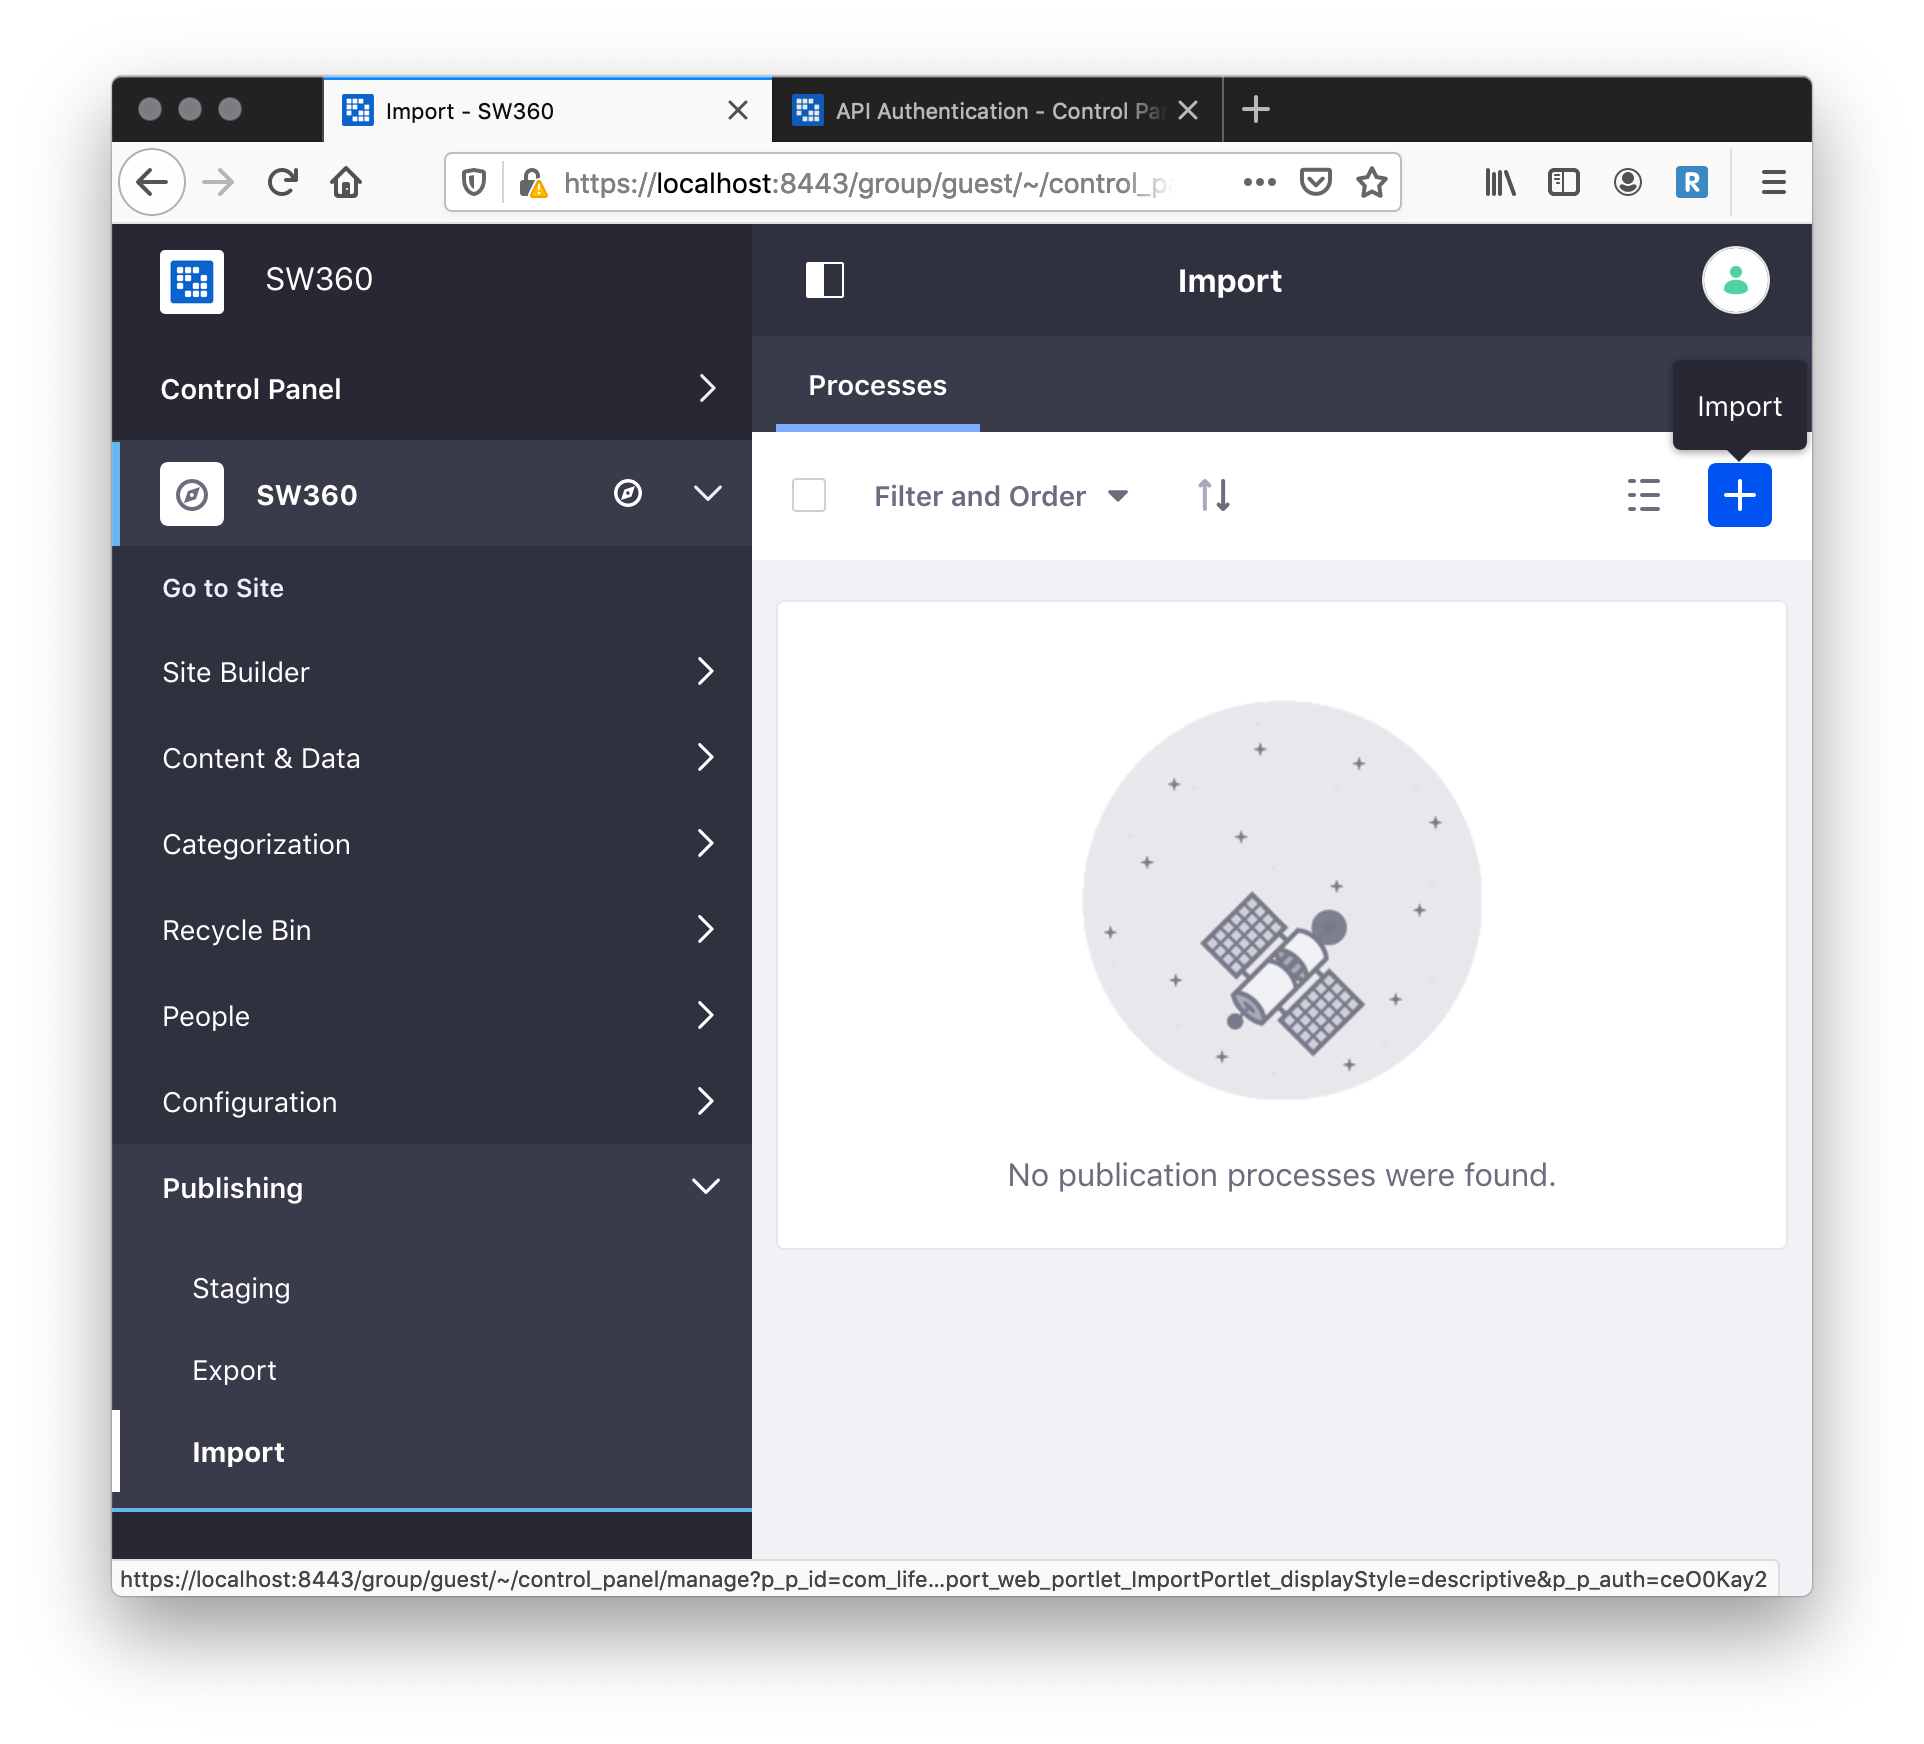 Import - SW360
API Authentication - Control Pa
https://localhost:8443/group/guest/~/control_p
R
SW360
Import
Control Panel
Processes
Import
SW360
Filter and Order
Go to Site
Site Builder
Content & Data
Categorization
Recycle Bin
People
Configuration
No publication processes were found.
Publishing
Staging
Export
Import
https://localhost:8443/group/guest/~/control_panel/manage?p_p_id=com_life...port_web_portlet_ImportPortlet_displayStyle=descriptive&p_p_auth=ceO0Kay2